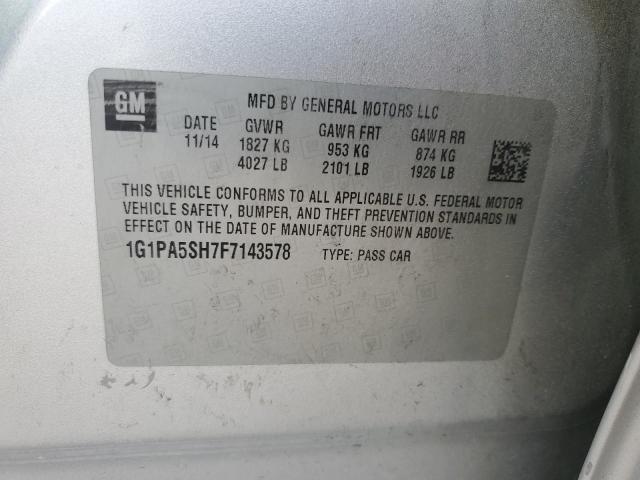 GM
MFD BY GENERAL MOTORS LLC
DATE GVWR GAWR FRT GAWR RR
11/14 1827 KG 953 KG 874 KG
4027 LB 2101 LB 1926 LB
THIS VEHICLE CONFORMS TO ALL APPLICABLE U.S. FEDERAL MOTOR
VEHICLE SAFETY, BUMPER, AND THEFT PREVENTION STANDARDS IN
EFFECT ON THE DATE OF MANUFACTURE SHOWN ABOVE.
1G1PA5SH7F7143578 TYPE: PASS CAR